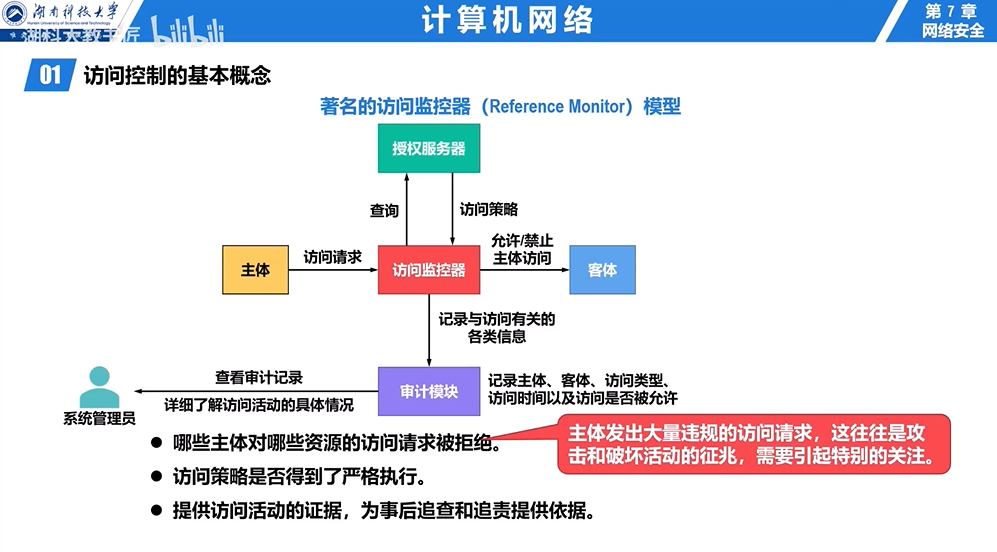 湖南科技大学
Hunan University of Science and Technology
湖科大教书匠
bilibili
计算机网络
第 7 章
网络安全
01 访问控制的基本概念
著名的访问监控器（Reference Monitor）模型
授权服务器
查询
访问策略
主体
访问请求
访问监控器
允许/禁止
主体访问
客体
记录与访问有关的
各类信息
系统管理员
查看审计记录
详细了解访问活动的具体情况
审计模块
记录主体、客体、访问类型、
访问时间以及访问是否被允许
● 哪些主体对哪些资源的访问请求被拒绝。
主体发出大量违规的访问请求，这往往是攻
击和破坏活动的征兆，需要引起特别的关注。
● 访问策略是否得到了严格执行。
● 提供访问活动的证据，为事后追查和追责提供依据。